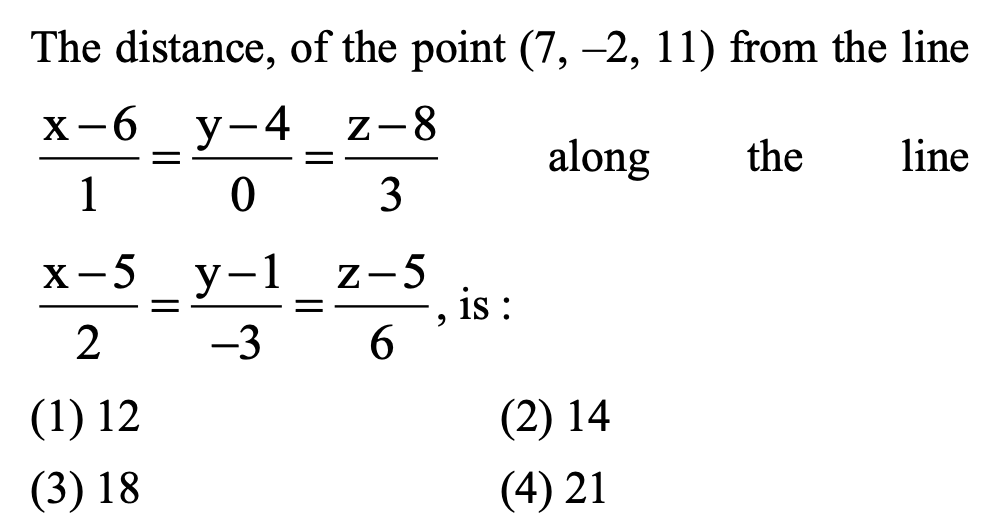 The distance, of the point (7, –2, 11) from the line
x – 6 / 1 = y – 4 / 0 = z – 8 / 3 along the line
x – 5 / 2 = y – 1 / –3 = z – 5 / 6 , is :
(1) 12 (2) 14
(3) 18 (4) 21